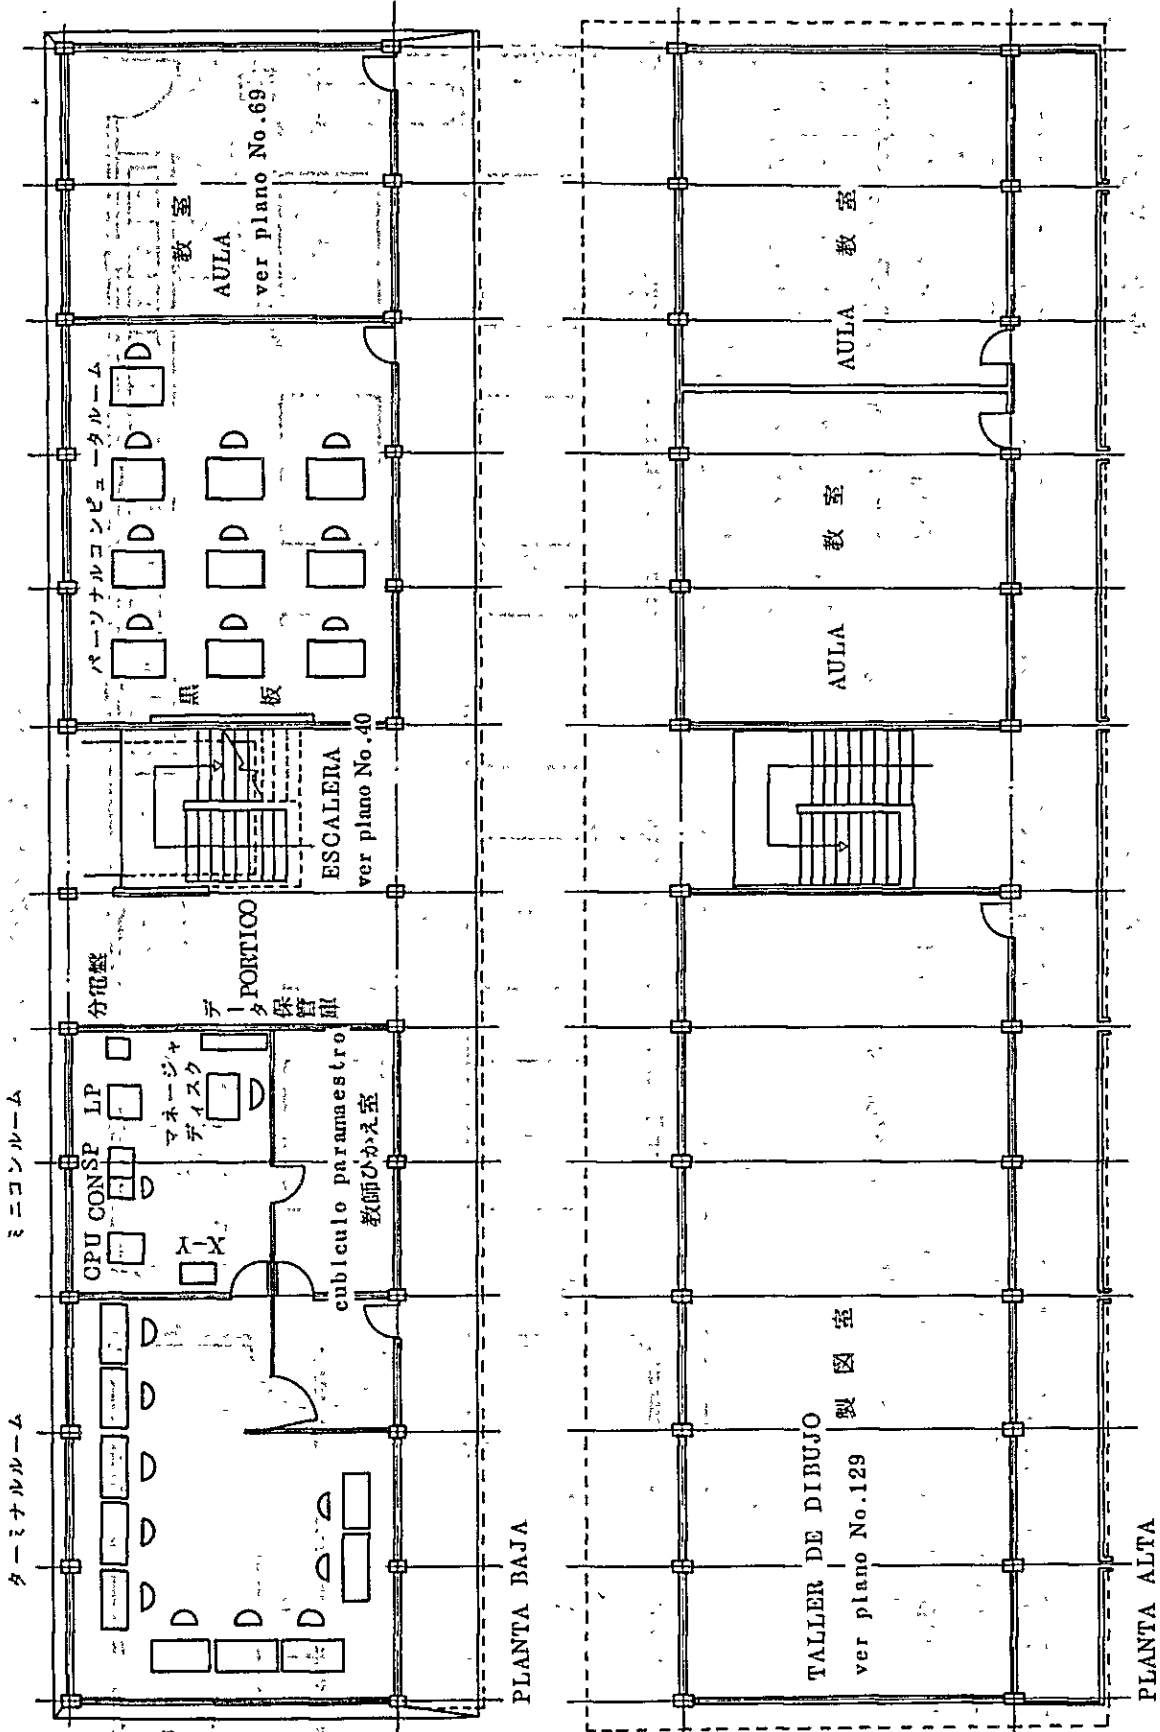 ターミナルルーム
ミニコンルーム
CPU
CONSP
LP
分電盤
X-Y
マネージャ
ディスク
データ保管庫
cubiculo paramaestro
教師ひかえ室
PORTICO
ESCALERA
ver plano No.40
黒板
パーソナルコンピュータルーム
教室
AULA
ver plano No.69
PLANTA BAJA
TALLER DE DIBUJO
製図室
ver plano No.129
AULA
教室
AULA
教室
PLANTA ALTA